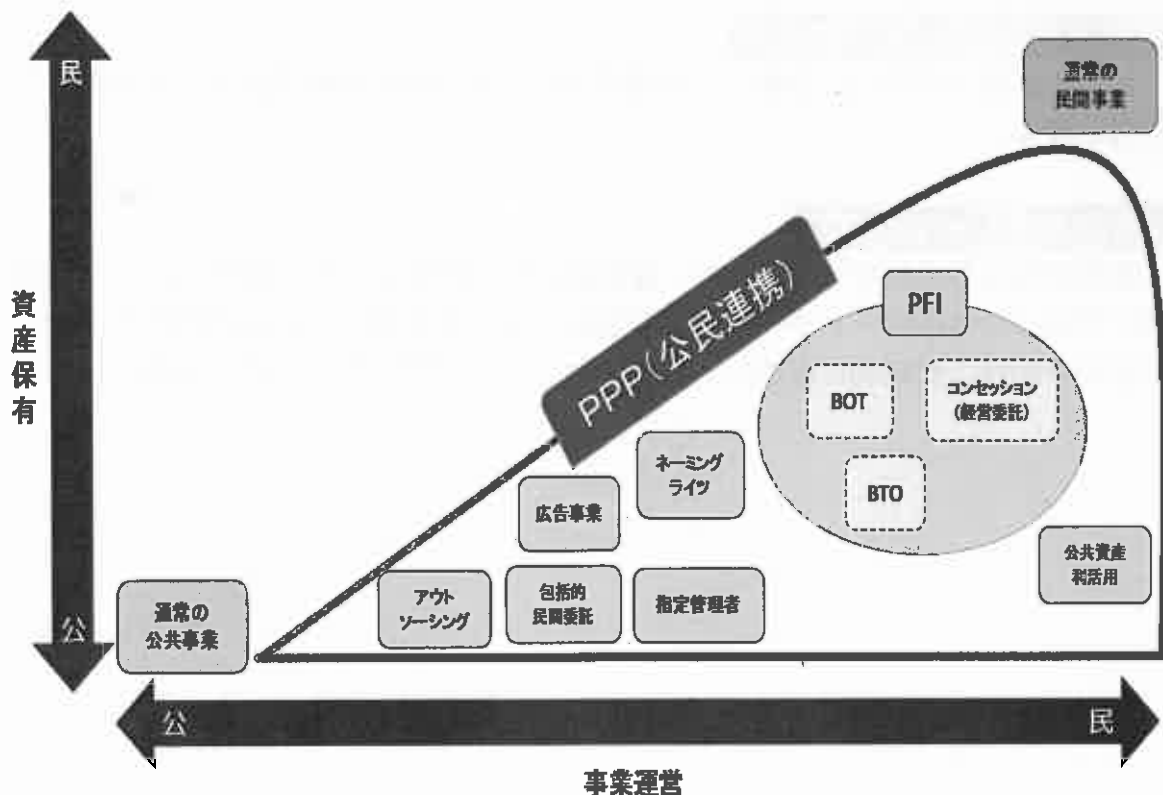 民
通常の
民間事業
PPP(公民連携)
PFI
資産保有
BOT
コンセッション
(経営委託)
ネーミング
ライツ
BTO
広告事業
公共資産
利活用
アウト
ソーシング
包括的
民間委託
指定管理者
通常の
公共事業
公
公
民
事業運営